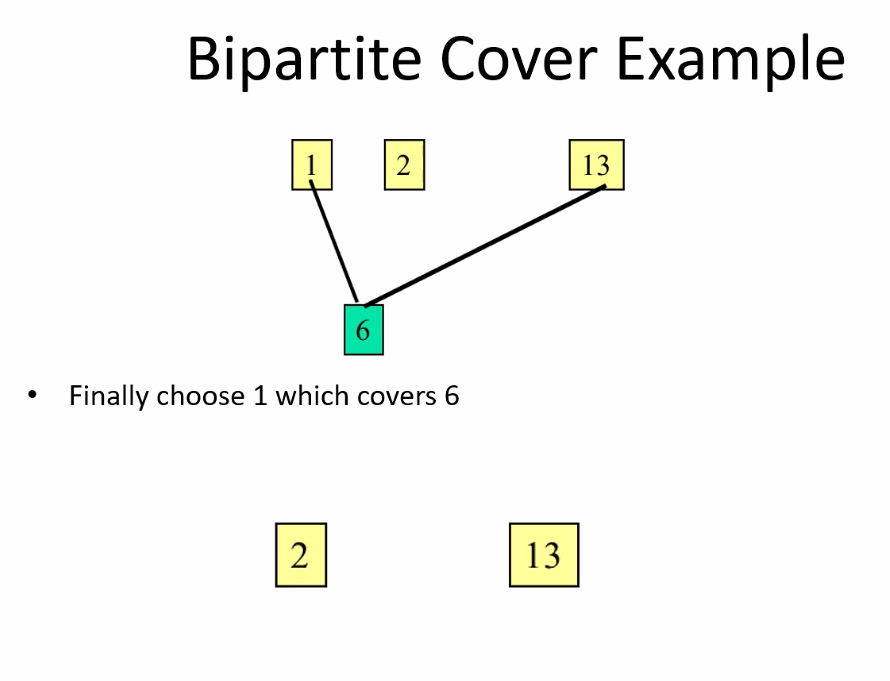 Bipartite Cover Example
1 2 13
6
• Finally choose 1 which covers 6
2 13